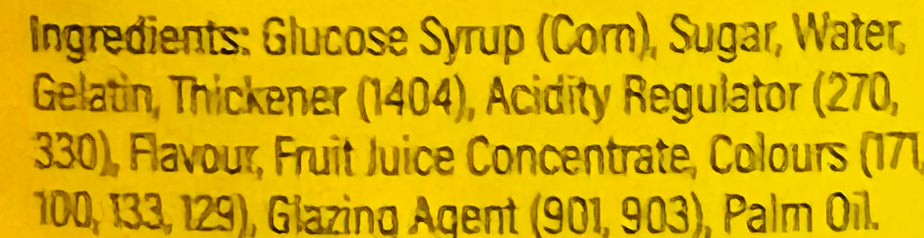 Ingredients: Glucose Syrup (Corn), Sugar, Water,
Gelatin, Thickener (1404), Acidity Regulator (270,
330), Flavour, Fruit Juice Concentrate, Colours (171,
100, 133, 129), Glazing Agent (901, 903), Palm Oil.